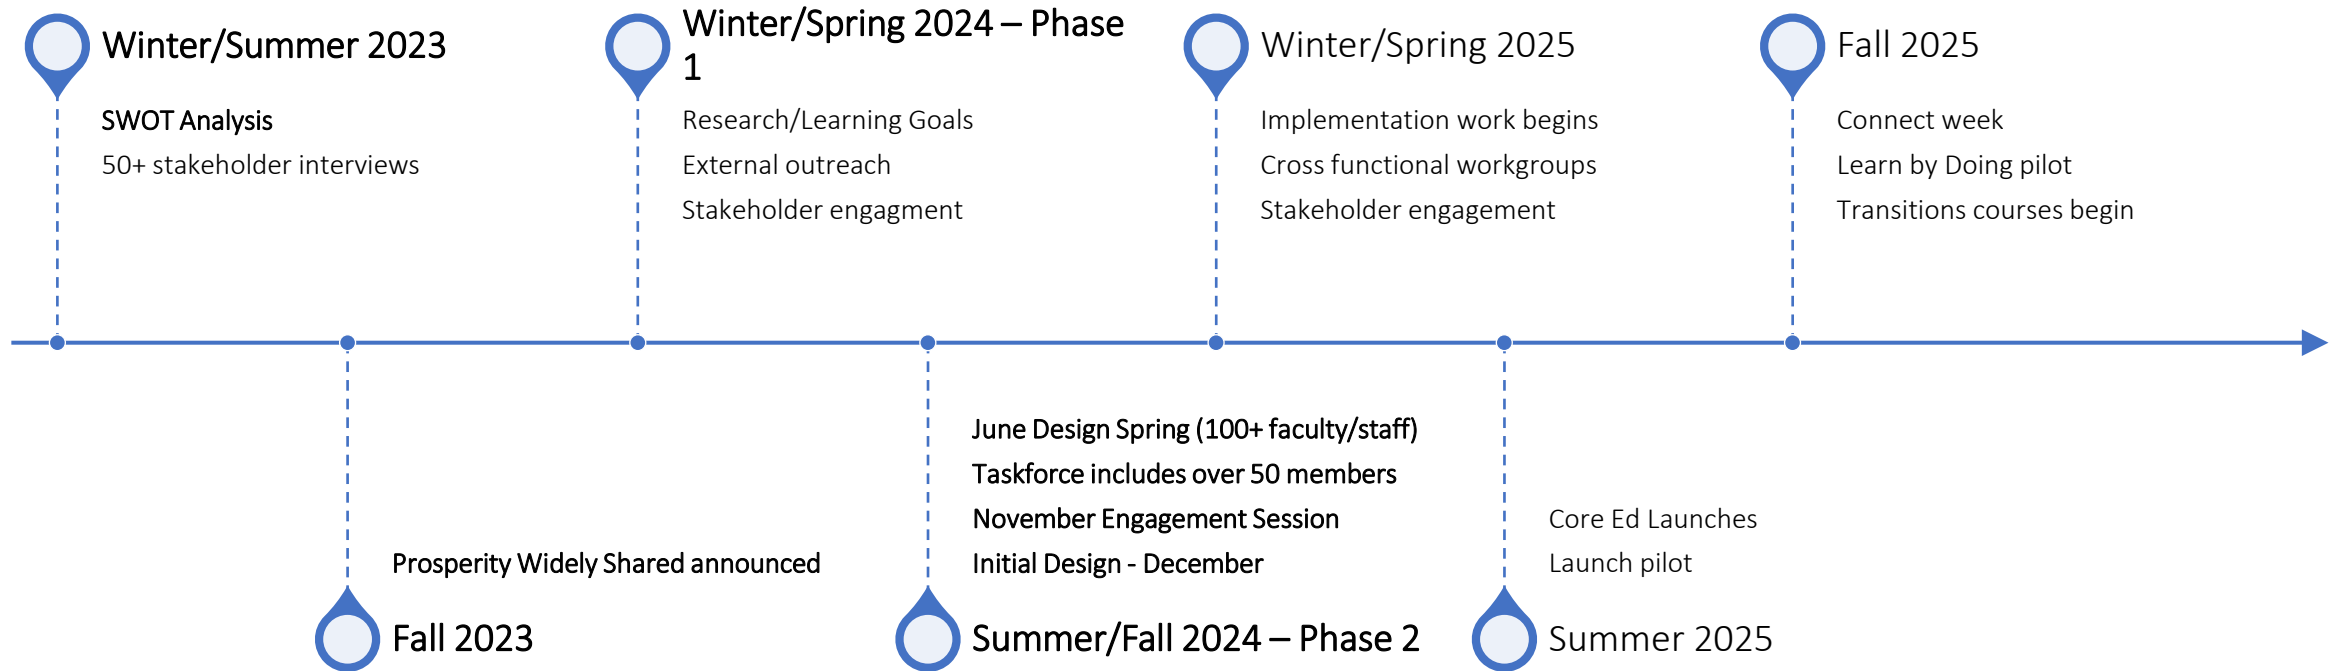 Winter/Summer 2023
SWOT Analysis
50+ stakeholder interviews
Prosperity Widely Shared announced
Fall 2023
Winter/Spring 2024 – Phase
1
Research/Learning Goals
External outreach
Stakeholder engagment
June Design Spring (100+ faculty/staff)
Taskforce includes over 50 members
November Engagement Session
Initial Design - December
Summer/Fall 2024 – Phase 2
Winter/Spring 2025
Implementation work begins
Cross functional workgroups
Stakeholder engagement
Core Ed Launches
Launch pilot
Summer 2025
Fall 2025
Connect week
Learn by Doing pilot
Transitions courses begin